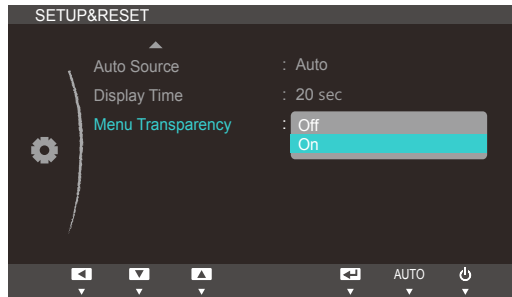 SETUP&RESET
Auto Source : Auto
Display Time : 20 sec
Menu Transparency : Off
On
AUTO